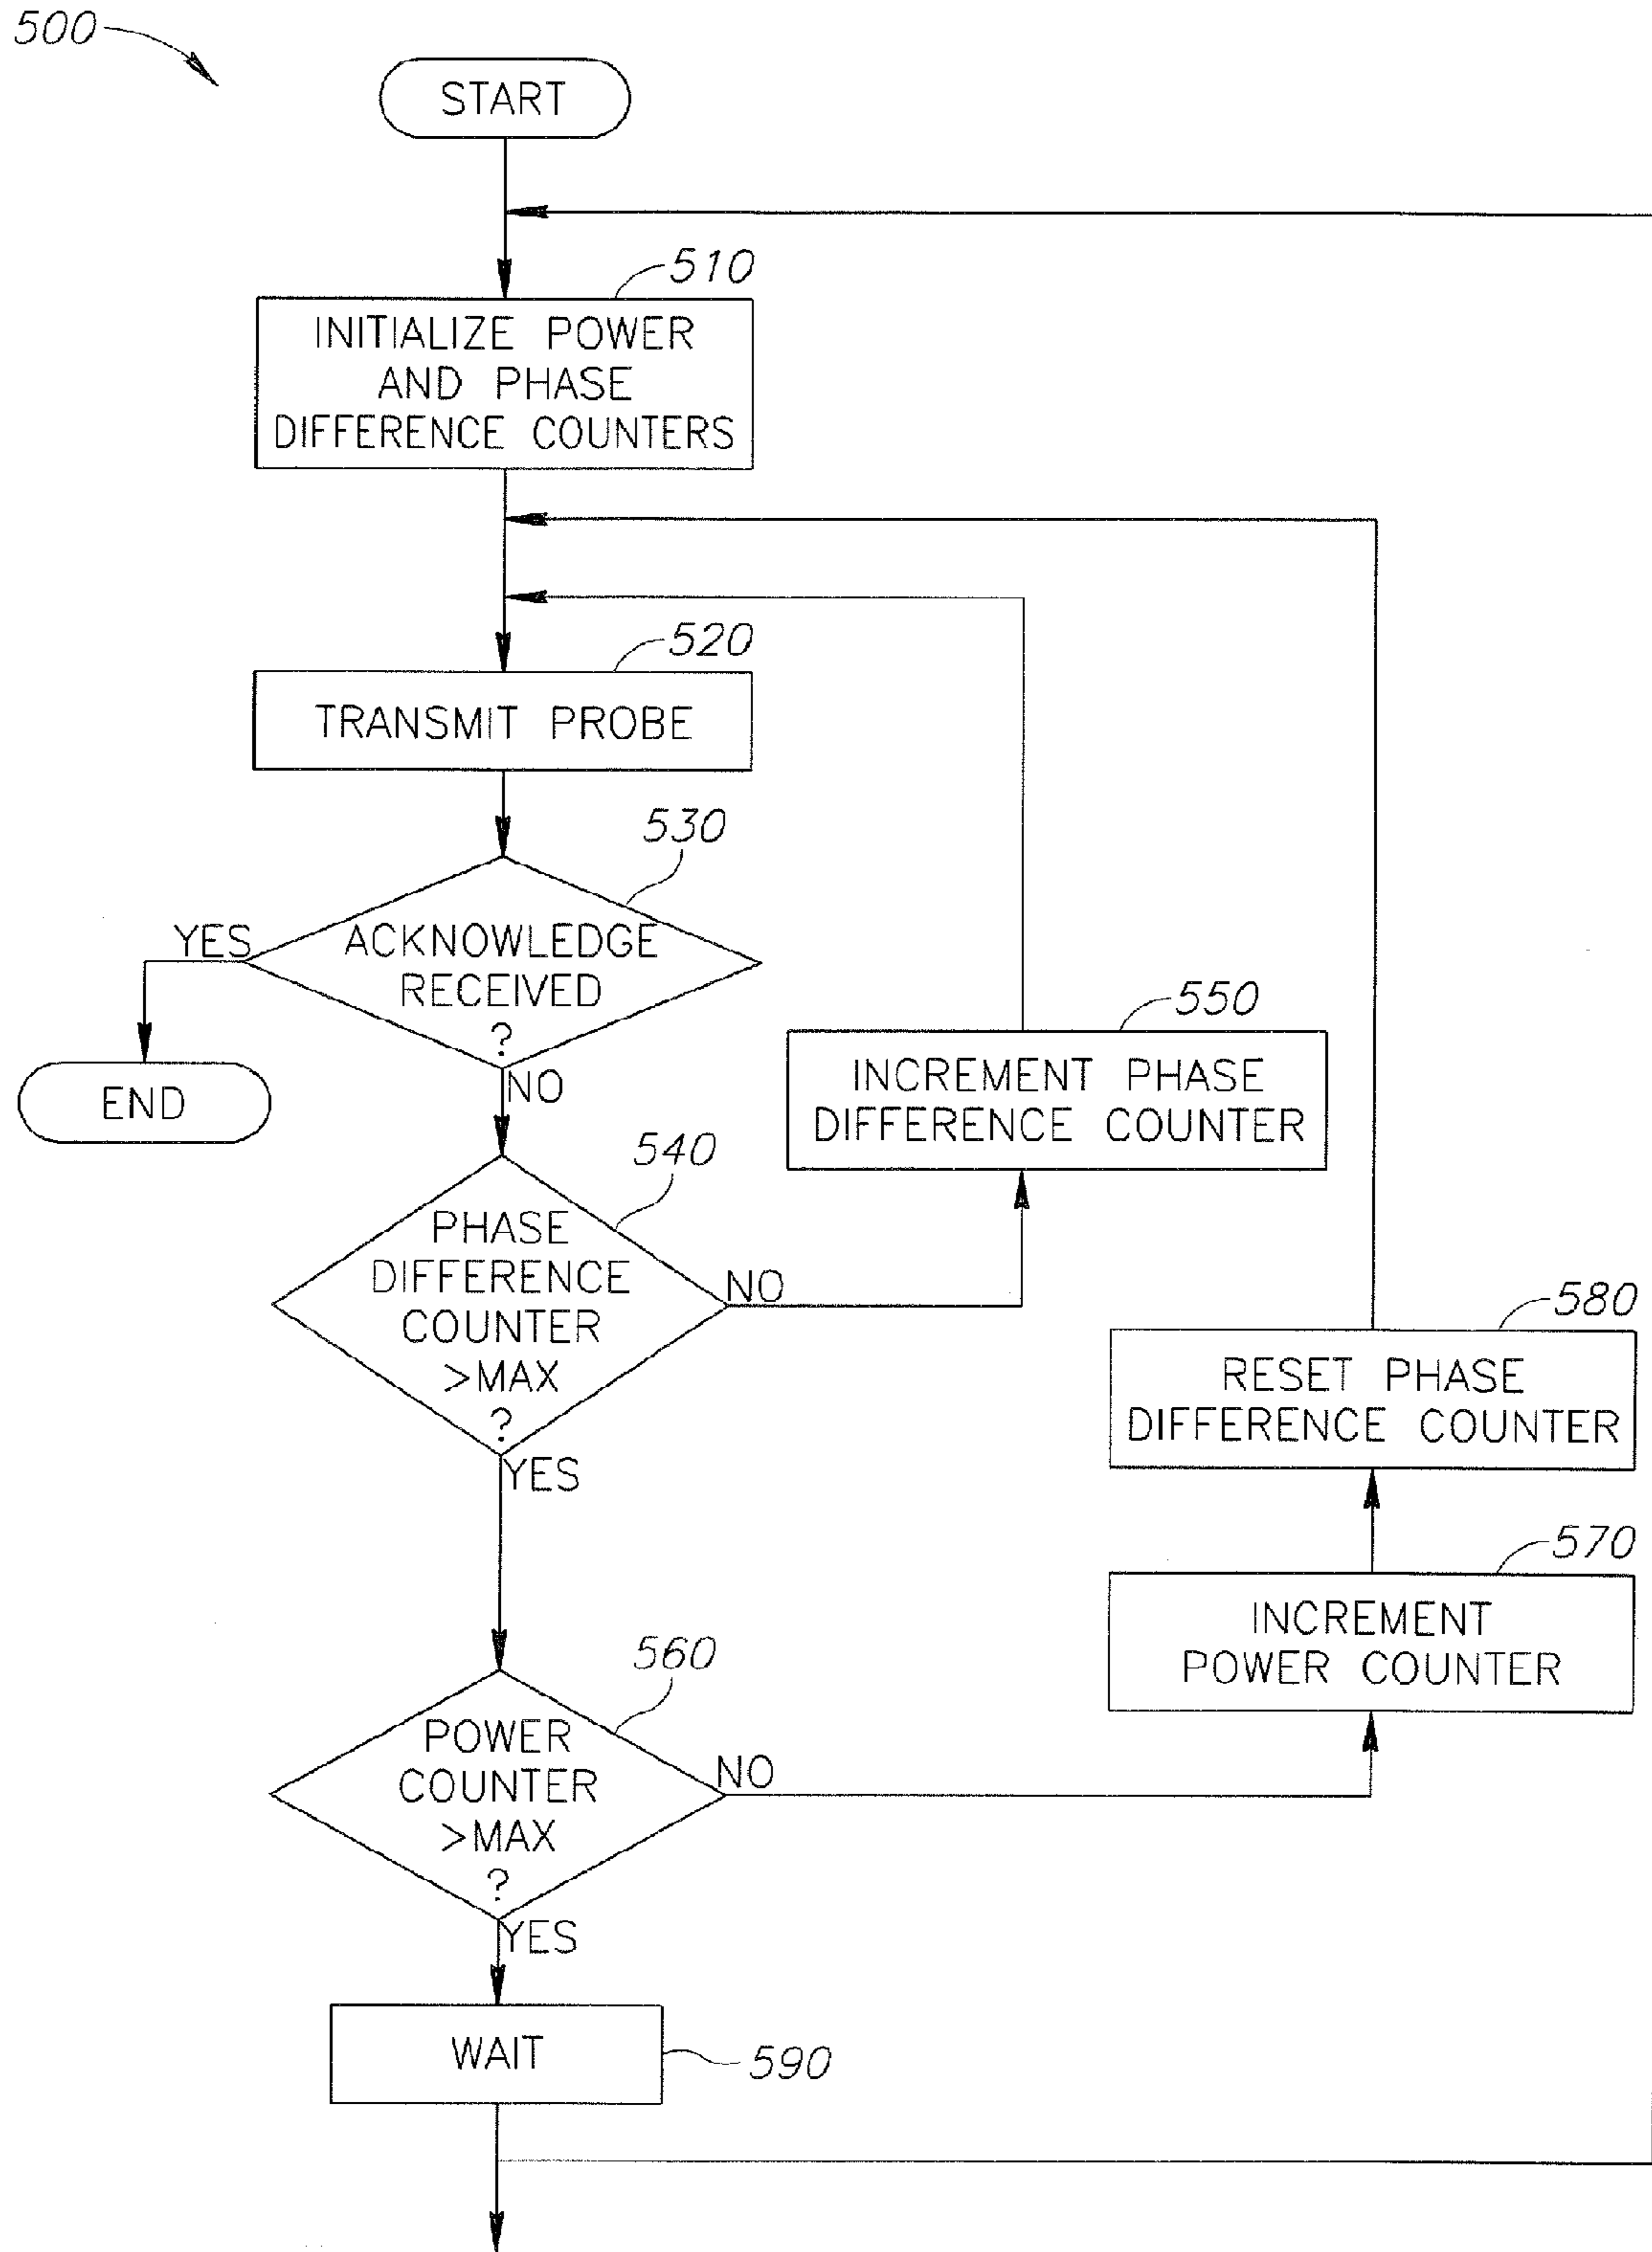 500
START
510
INITIALIZE POWER
AND PHASE
DIFFERENCE COUNTERS
520
TRANSMIT PROBE
530
YES
ACKNOWLEDGE
RECEIVED
?
NO
END
550
INCREMENT PHASE
DIFFERENCE COUNTER
540
PHASE
DIFFERENCE
COUNTER
>MAX
?
NO
YES
580
RESET PHASE
DIFFERENCE COUNTER
570
INCREMENT
POWER COUNTER
560
POWER
COUNTER
>MAX
?
NO
YES
WAIT
590